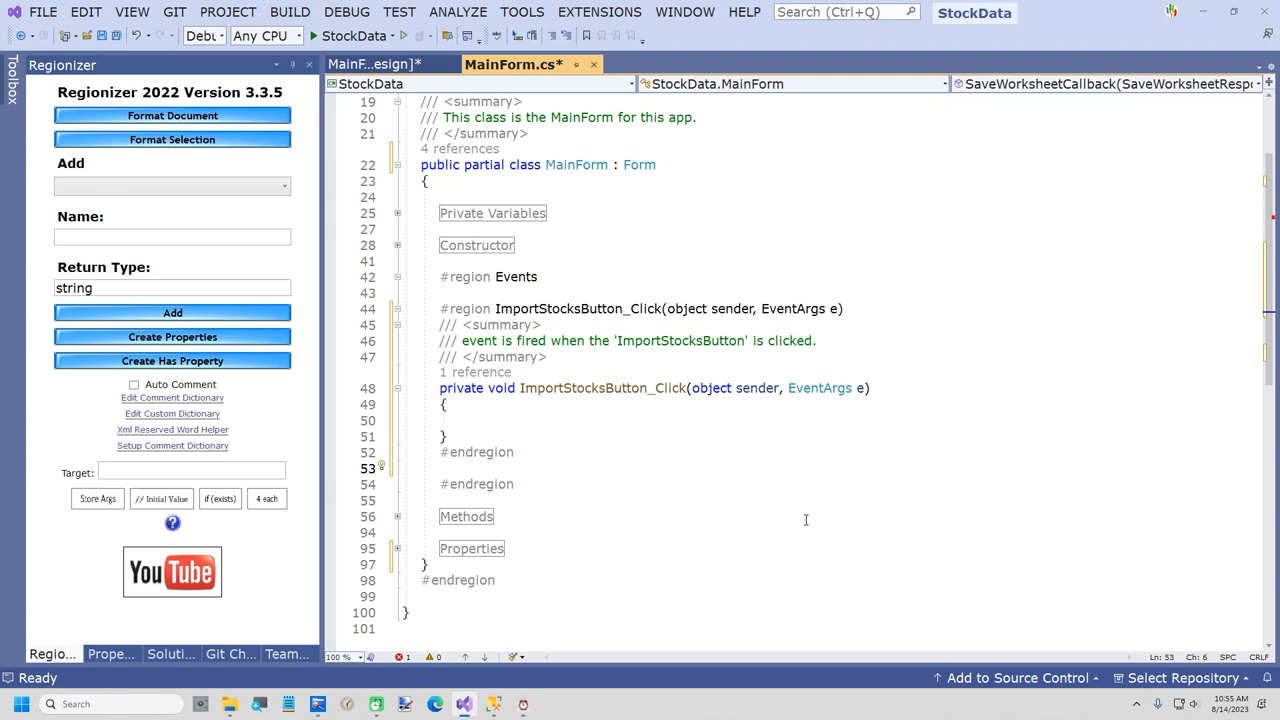 FILE EDIT VIEW GIT PROJECT BUILD DEBUG TEST ANALYZE TOOLS EXTENSIONS WINDOW HELP Search (Ctrl+Q) StockData
Debu Any CPU StockData
Toolbox
Regionizer
MainF...esign]* MainForm.cs*
StockData StockData.MainForm SaveWorksheetCallback(SaveWorksheetRespo
Regionizer 2022 Version 3.3.5
Format Document
Format Selection
Add
Name:
Return Type:
string
Add
Create Properties
Create Has Property
Auto Comment
Edit Comment Dictionary
Edit Custom Dictionary
Xml Reserved Word Helper
Setup Comment Dictionary
Target:
Store Args // Initial Value if (exists) 4 each
?
YouTube
Regio... Prope... Soluti... Git Ch... Team...
19 /// <summary>
20 /// This class is the MainForm for this app.
21 /// </summary>
4 references
22 public partial class MainForm : Form
23 {
24
25 Private Variables
28 Constructor
41
42 #region Events
43
44 #region ImportStocksButton_Click(object sender, EventArgs e)
45 /// <summary>
46 /// event is fired when the 'ImportStocksButton' is clicked.
47 /// </summary>
1 reference
48 private void ImportStocksButton_Click(object sender, EventArgs e)
49 {
50
51 }
52 #endregion
53
54 #endregion
55
56 Methods
94
95 Properties
97 }
98 #endregion
99
100 }
101
100 % 1 0 Ln: 53 Ch: 6 SPC CRLF
Ready Add to Source Control Select Repository
Search
10:55 AM
8/14/2023